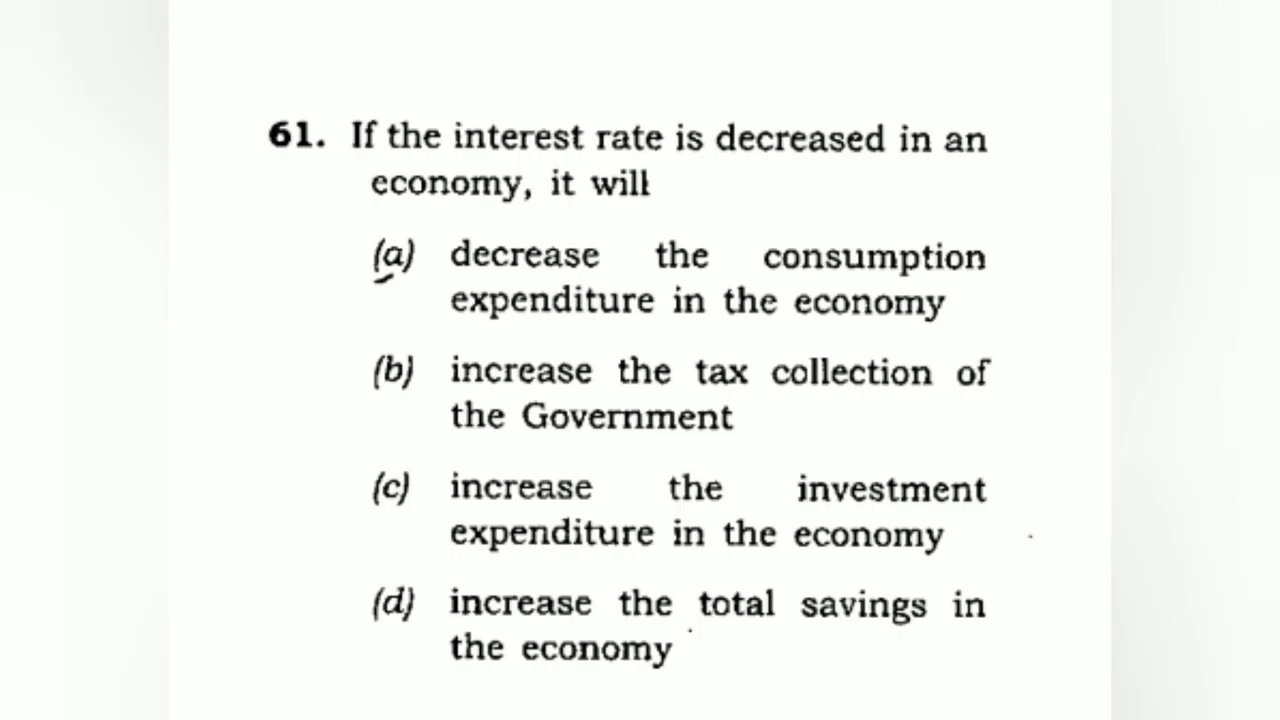 61. If the interest rate is decreased in an
economy, it will
(a) decrease the consumption
expenditure in the economy
(b) increase the tax collection of
the Government
(c) increase the investment
expenditure in the economy
(d) increase the total savings in
the economy